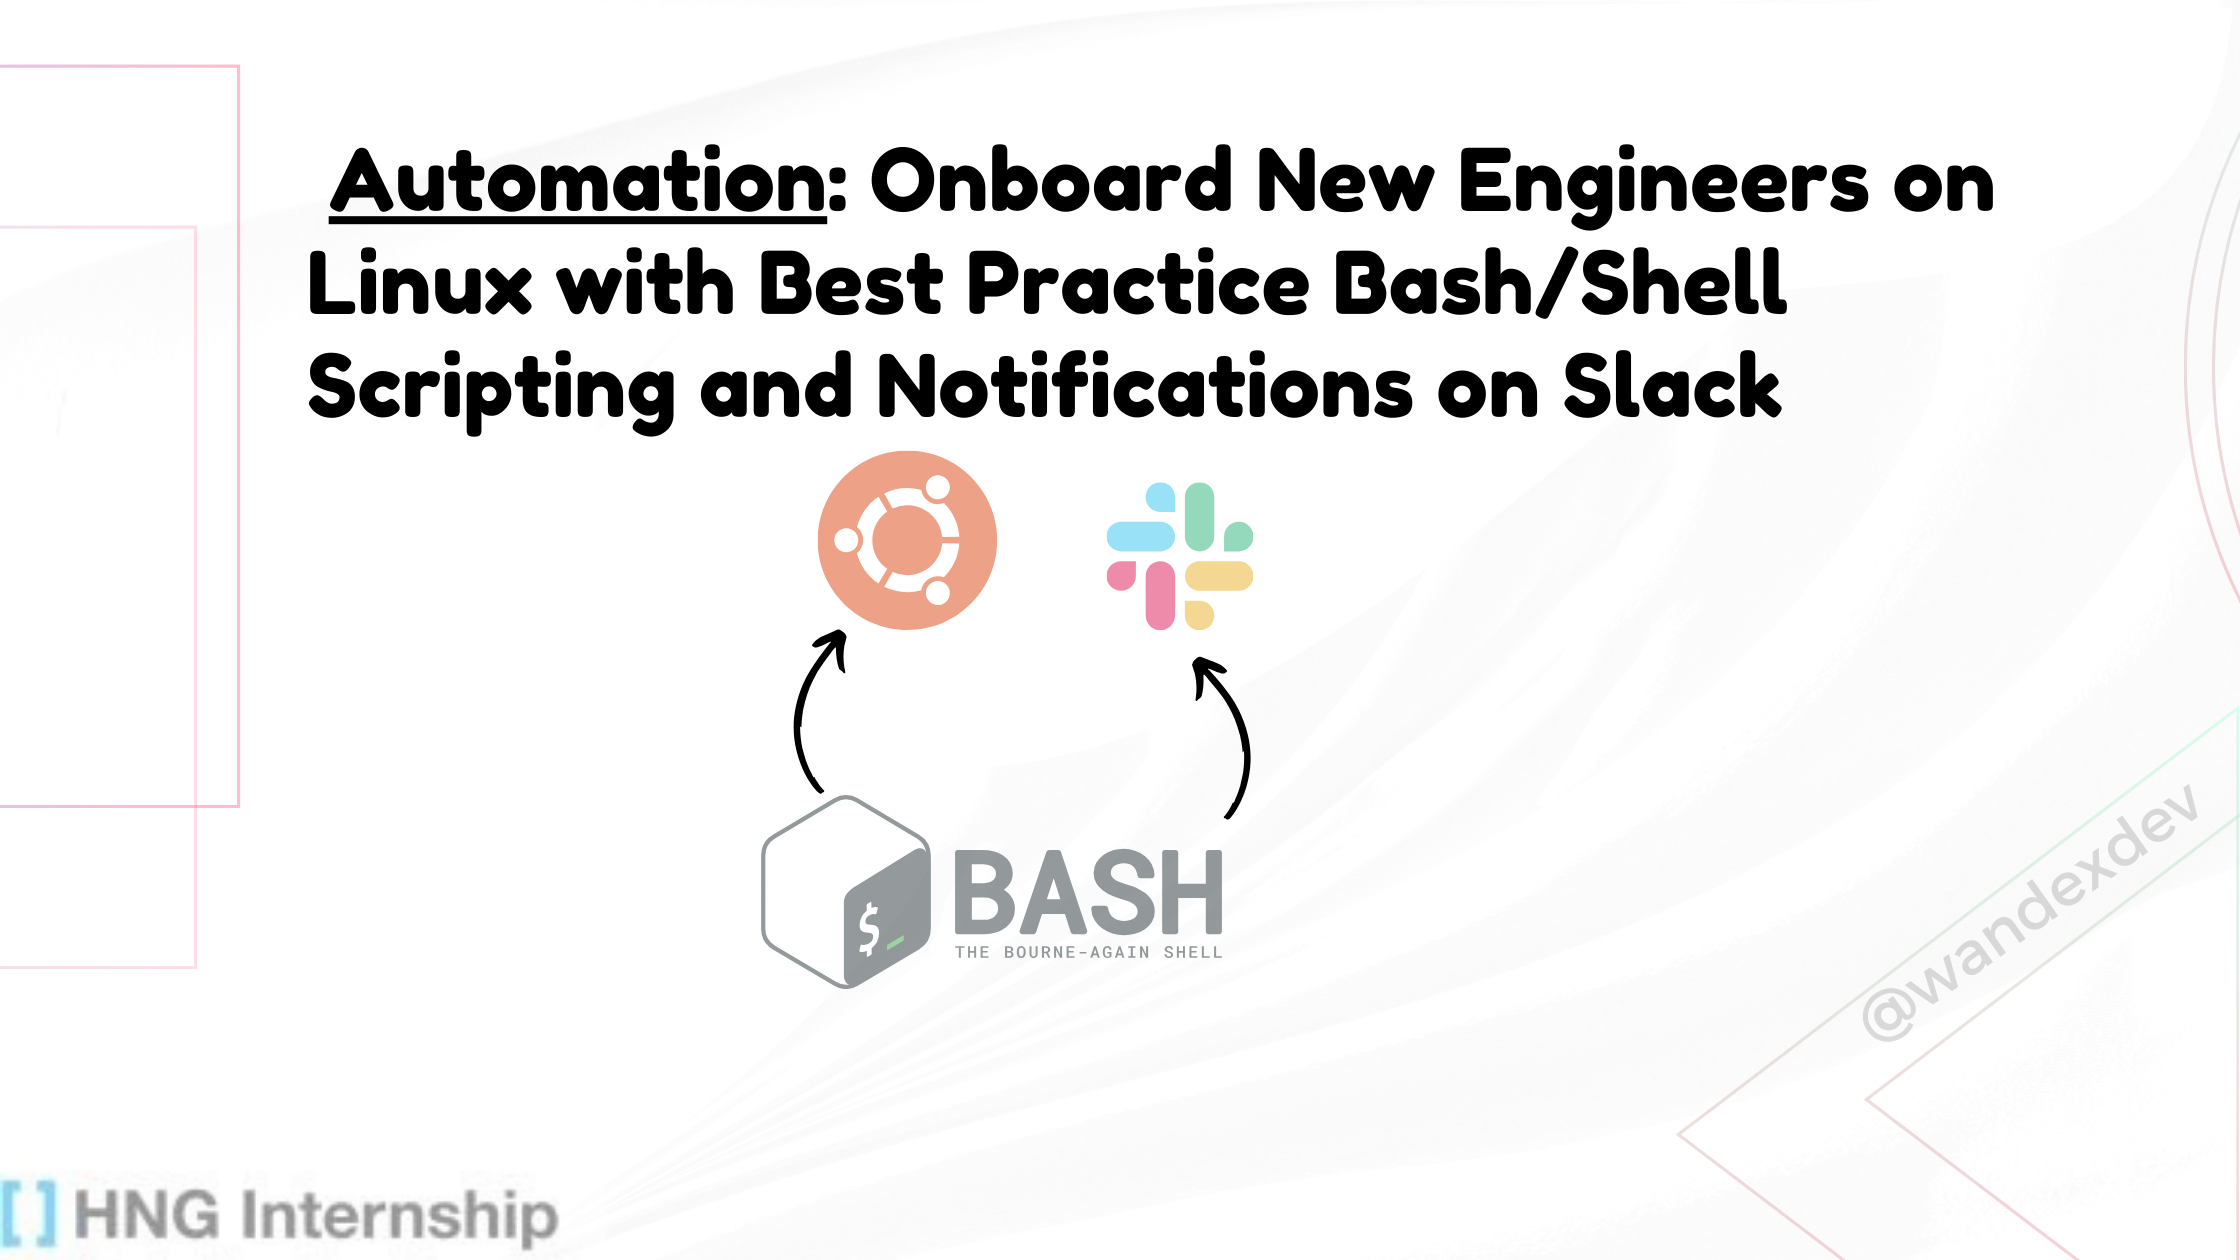 Automation: Onboard New Engineers on
Linux with Best Practice Bash/Shell
Scripting and Notifications on Slack
$_
BASH
THE BOURNE-AGAIN SHELL
@wandexdev
[] HNG Internship